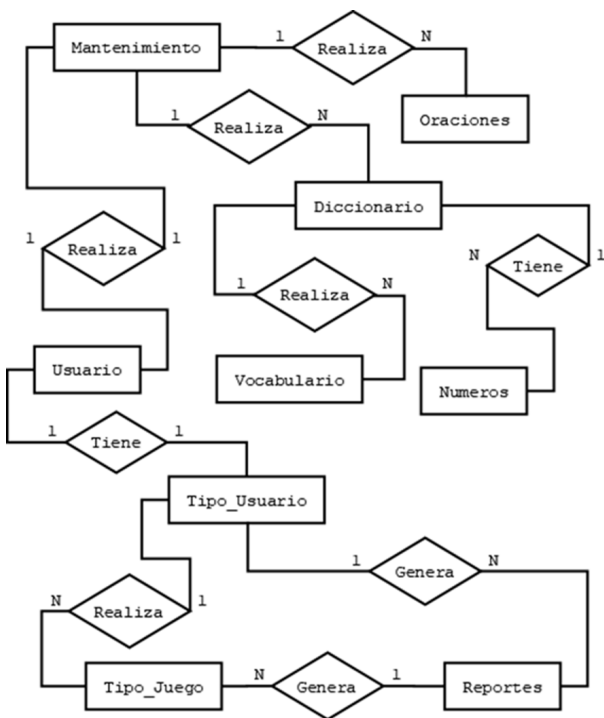 Mantenimiento
1
Realiza
N
Oraciones
1
Realiza
N
Diccionario
1
Realiza
1
1
Realiza
N
N
Tiene
1
Usuario
Vocabulario
Numeros
1
Tiene
1
Tipo_Usuario
1
Genera
N
N
Realiza
1
Tipo_Juego
N
Genera
1
Reportes